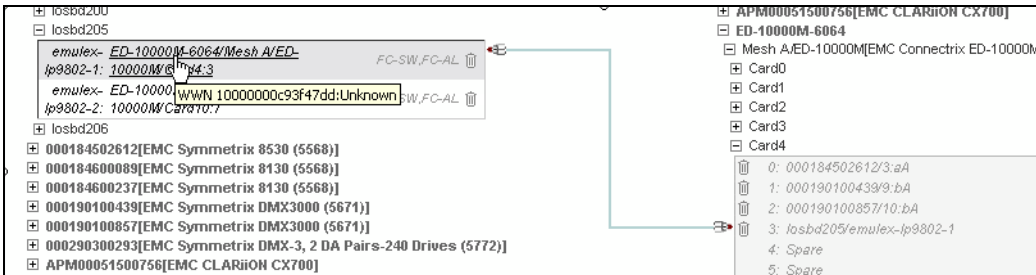 losbd200
losbd205
emulex- ED-10000M-6064/Mesh A/ED-
lp9802-1: 10000M/Card4:3
FC-SW,FC-AL
emulex- ED-10000
lp9802-2: 10000M/Card10:7
SW,FC-AL
WWN 10000000c93f47dd:Unknown
losbd206
000184502612[EMC Symmetrix 8530 (5568)]
000184600089[EMC Symmetrix 8130 (5568)]
000184600237[EMC Symmetrix 8130 (5568)]
000190100439[EMC Symmetrix DMX3000 (5671)]
000190100857[EMC Symmetrix DMX3000 (5671)]
000290300293[EMC Symmetrix DMX-3, 2 DA Pairs-240 Drives (5772)]
APM00051500756[EMC CLARiiON CX700]
APM00051500756[EMC CLARiiON CX700]
ED-10000M-6064
Mesh A/ED-10000M[EMC Connectrix ED-10000M
Card0
Card1
Card2
Card3
Card4
0: 000184502612/3:aA
1: 000190100439/9:bA
2: 000190100857/10:bA
3: losbd205/emulex-lp9802-1
4: Spare
5: Spare